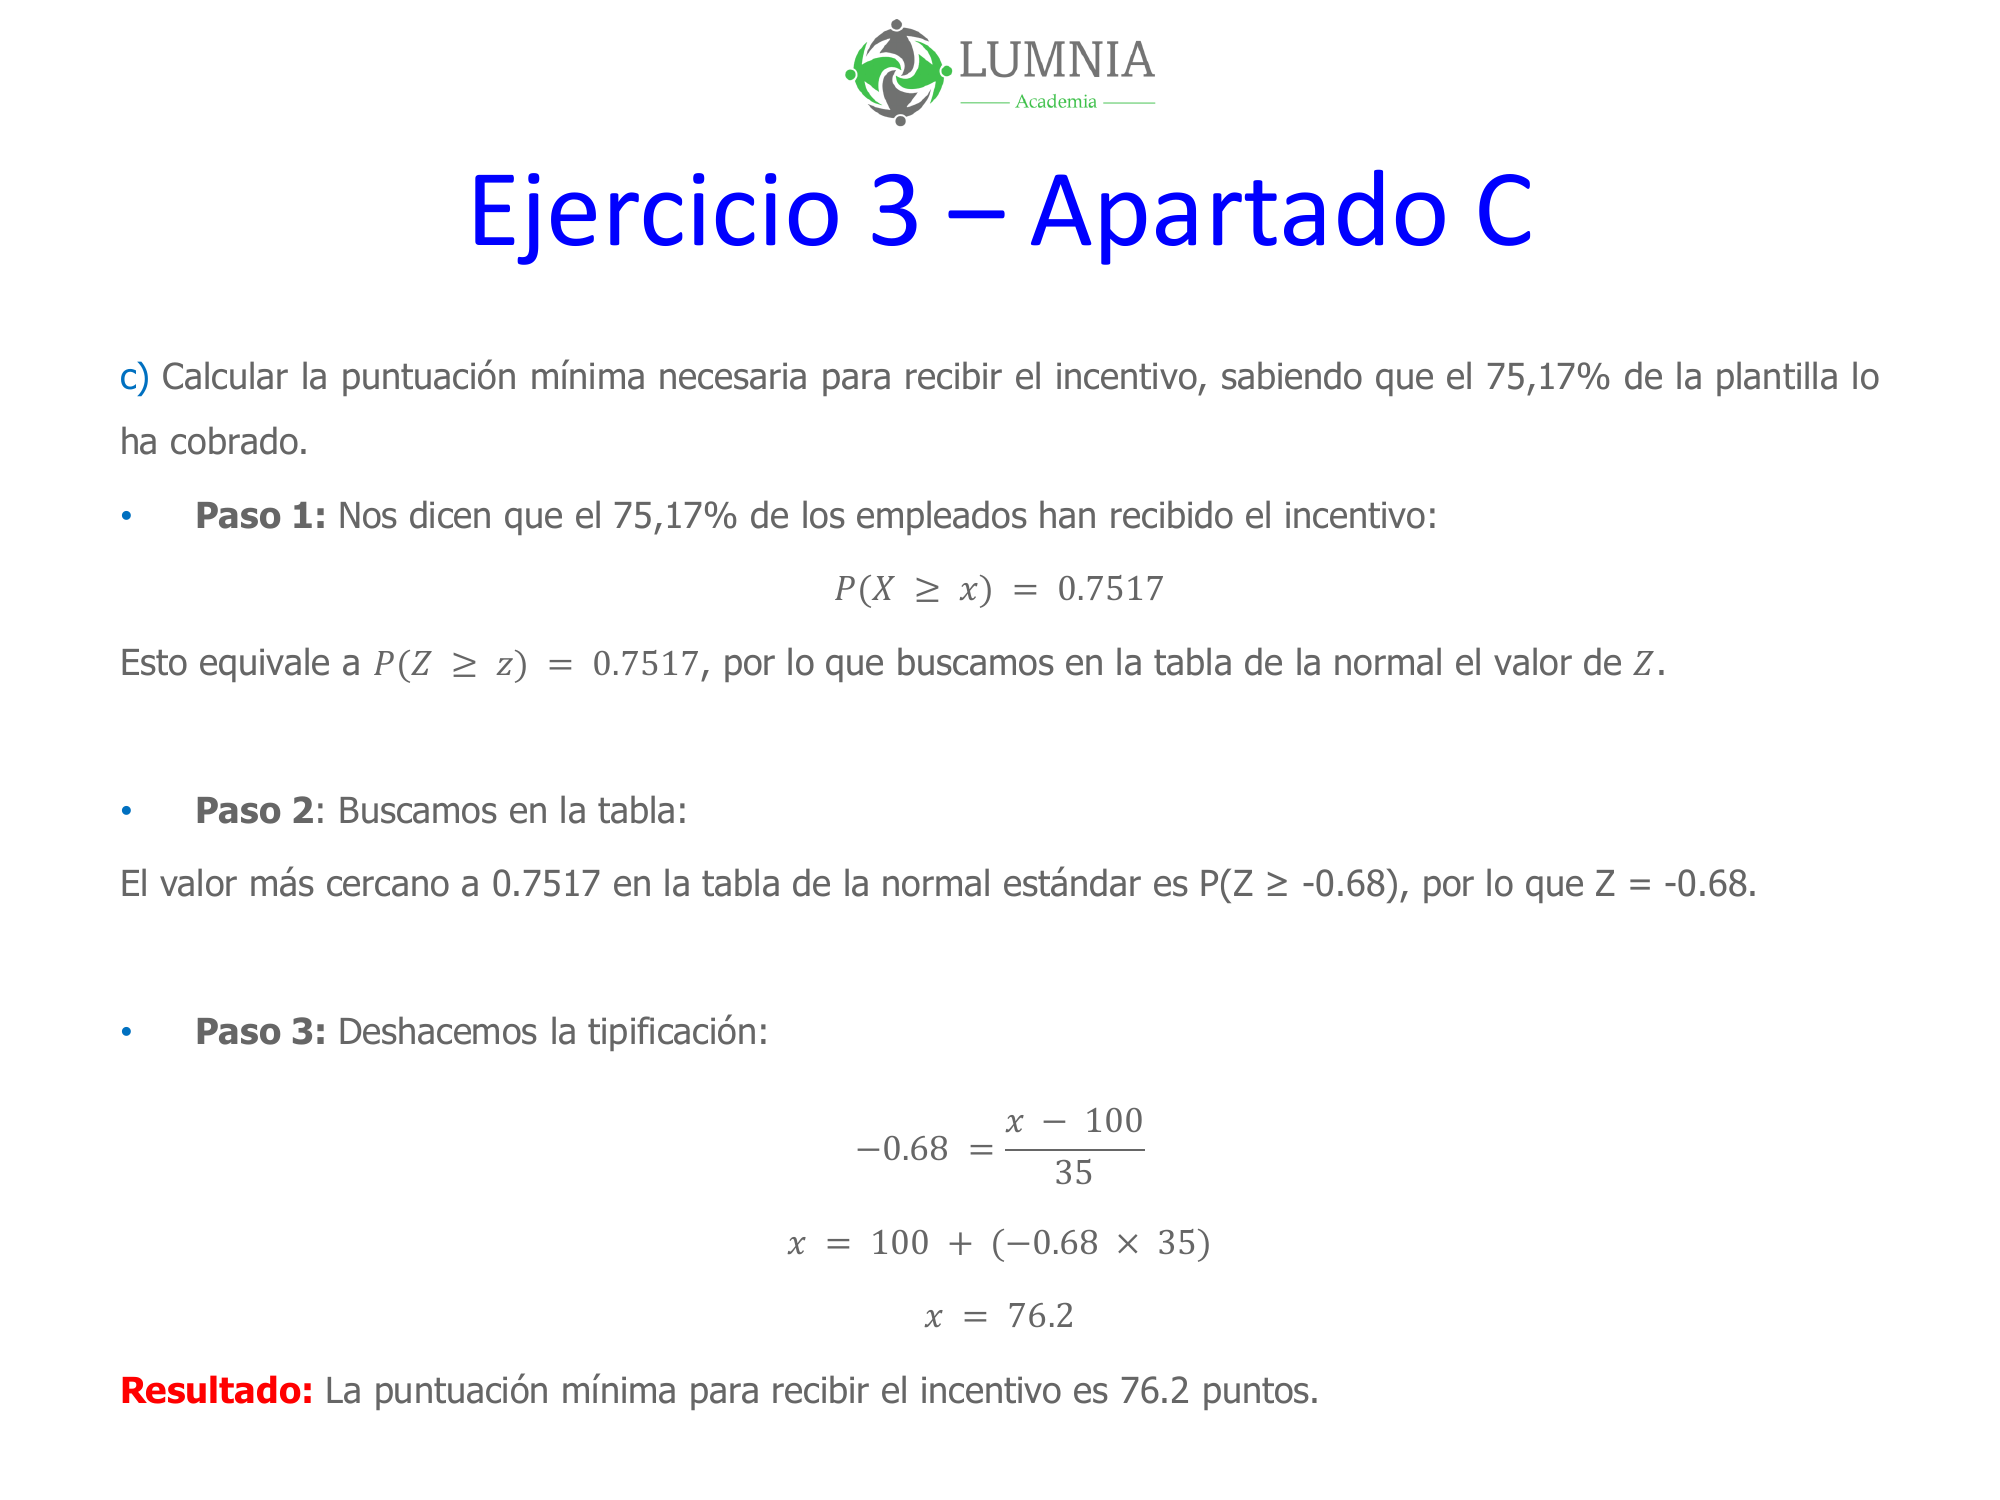 LUMNIA
Academia
Ejercicio 3 – Apartado C
c) Calcular la puntuación mínima necesaria para recibir el incentivo, sabiendo que el 75,17% de la plantilla lo
ha cobrado.
• Paso 1: Nos dicen que el 75,17% de los empleados han recibido el incentivo:
P(X ≥ x) = 0.7517
Esto equivale a P(Z ≥ z) = 0.7517, por lo que buscamos en la tabla de la normal el valor de Z.
• Paso 2: Buscamos en la tabla:
El valor más cercano a 0.7517 en la tabla de la normal estándar es P(Z ≥ -0.68), por lo que Z = -0.68.
• Paso 3: Deshacemos la tipificación:
x − 100
−0.68 =
35
x = 100 + (−0.68 × 35)
x = 76.2
Resultado: La puntuación mínima para recibir el incentivo es 76.2 puntos.